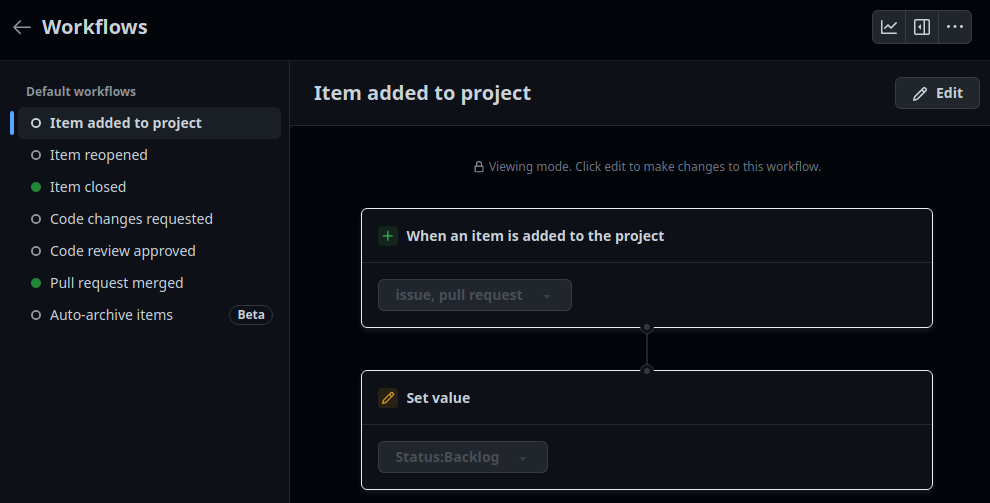 Workflows
Default workflows
Item added to project
Item reopened
Item closed
Code changes requested
Code review approved
Pull request merged
Auto-archive items Beta
Item added to project
Edit
Viewing mode. Click edit to make changes to this workflow.
When an item is added to the project
issue, pull request
Set value
Status:Backlog